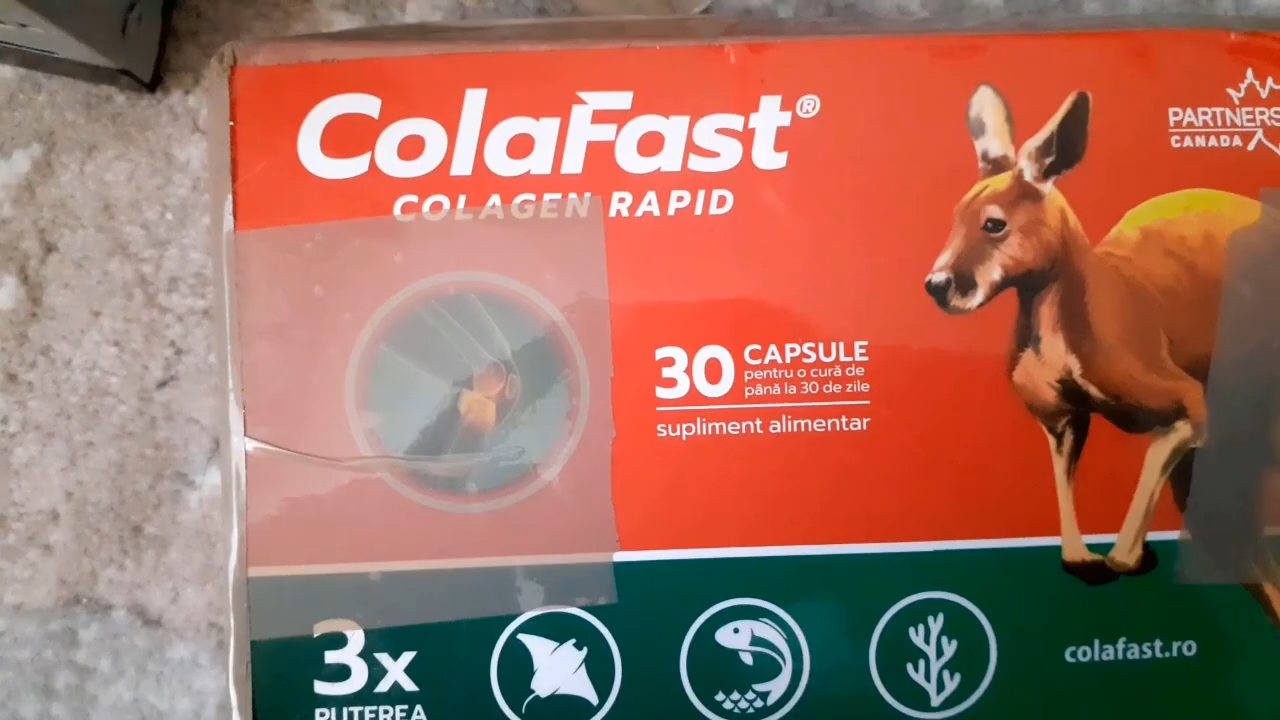 ColaFast®
COLAGEN RAPID
PARTNERS
CANADA
30 CAPSULE
pentru o cură de
până la 30 de zile
supliment alimentar
3x
PUTEREA
colafast.ro